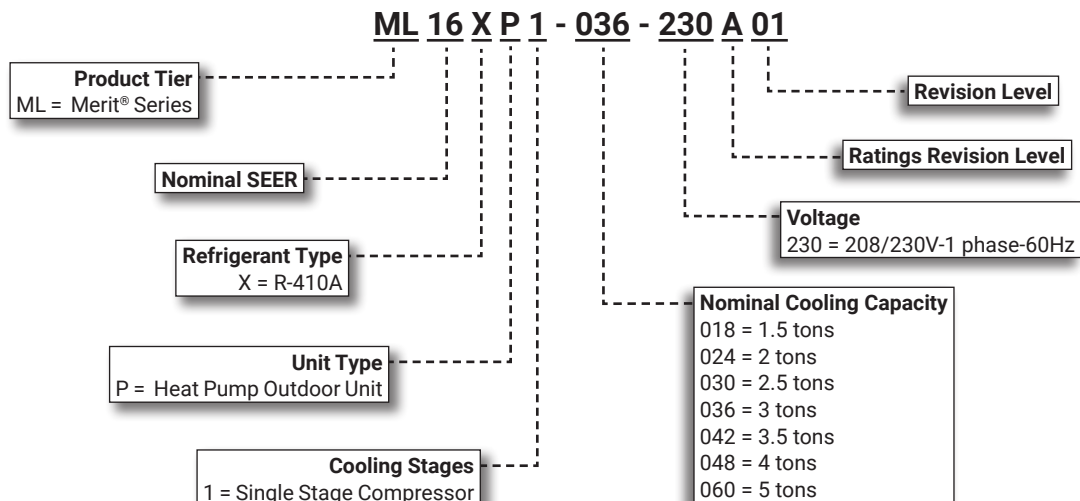 ML 16 X P 1 - 036 - 230 A 01
Product Tier
ML = Merit® Series
Nominal SEER
Refrigerant Type
X = R-410A
Unit Type
P = Heat Pump Outdoor Unit
Cooling Stages
1 = Single Stage Compressor
Revision Level
Ratings Revision Level
Voltage
230 = 208/230V-1 phase-60Hz
Nominal Cooling Capacity
018 = 1.5 tons
024 = 2 tons
030 = 2.5 tons
036 = 3 tons
042 = 3.5 tons
048 = 4 tons
060 = 5 tons